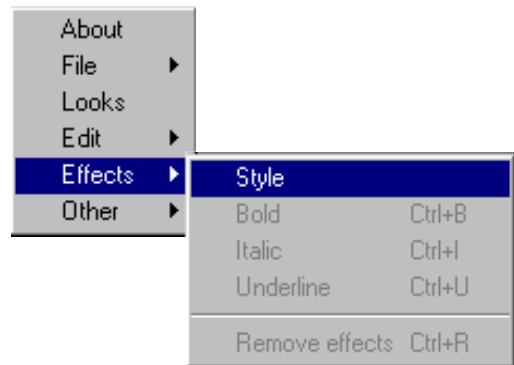 About
File
Looks
Edit
Effects
Other
Style
Bold Ctrl+B
Italic Ctrl+I
Underline Ctrl+U
Remove effects Ctrl+R